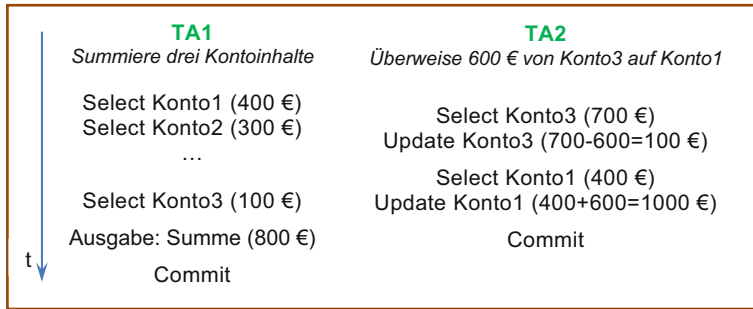 TA1
Summiere drei Kontoinhalte
Select Konto1 (400 €)
Select Konto2 (300 €)
…
Select Konto3 (100 €)
Ausgabe: Summe (800 €)
Commit
TA2
Überweise 600 € von Konto3 auf Konto1
Select Konto3 (700 €)
Update Konto3 (700-600=100 €)
Select Konto1 (400 €)
Update Konto1 (400+600=1000 €)
Commit
t